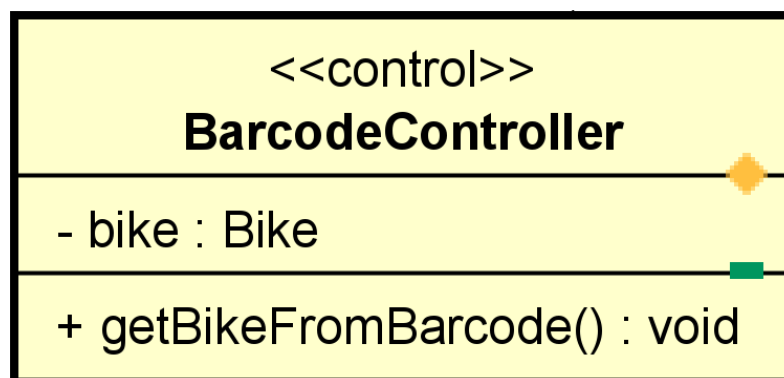 <<control>>
BarcodeController
- bike : Bike
+ getBikeFromBarcode() : void